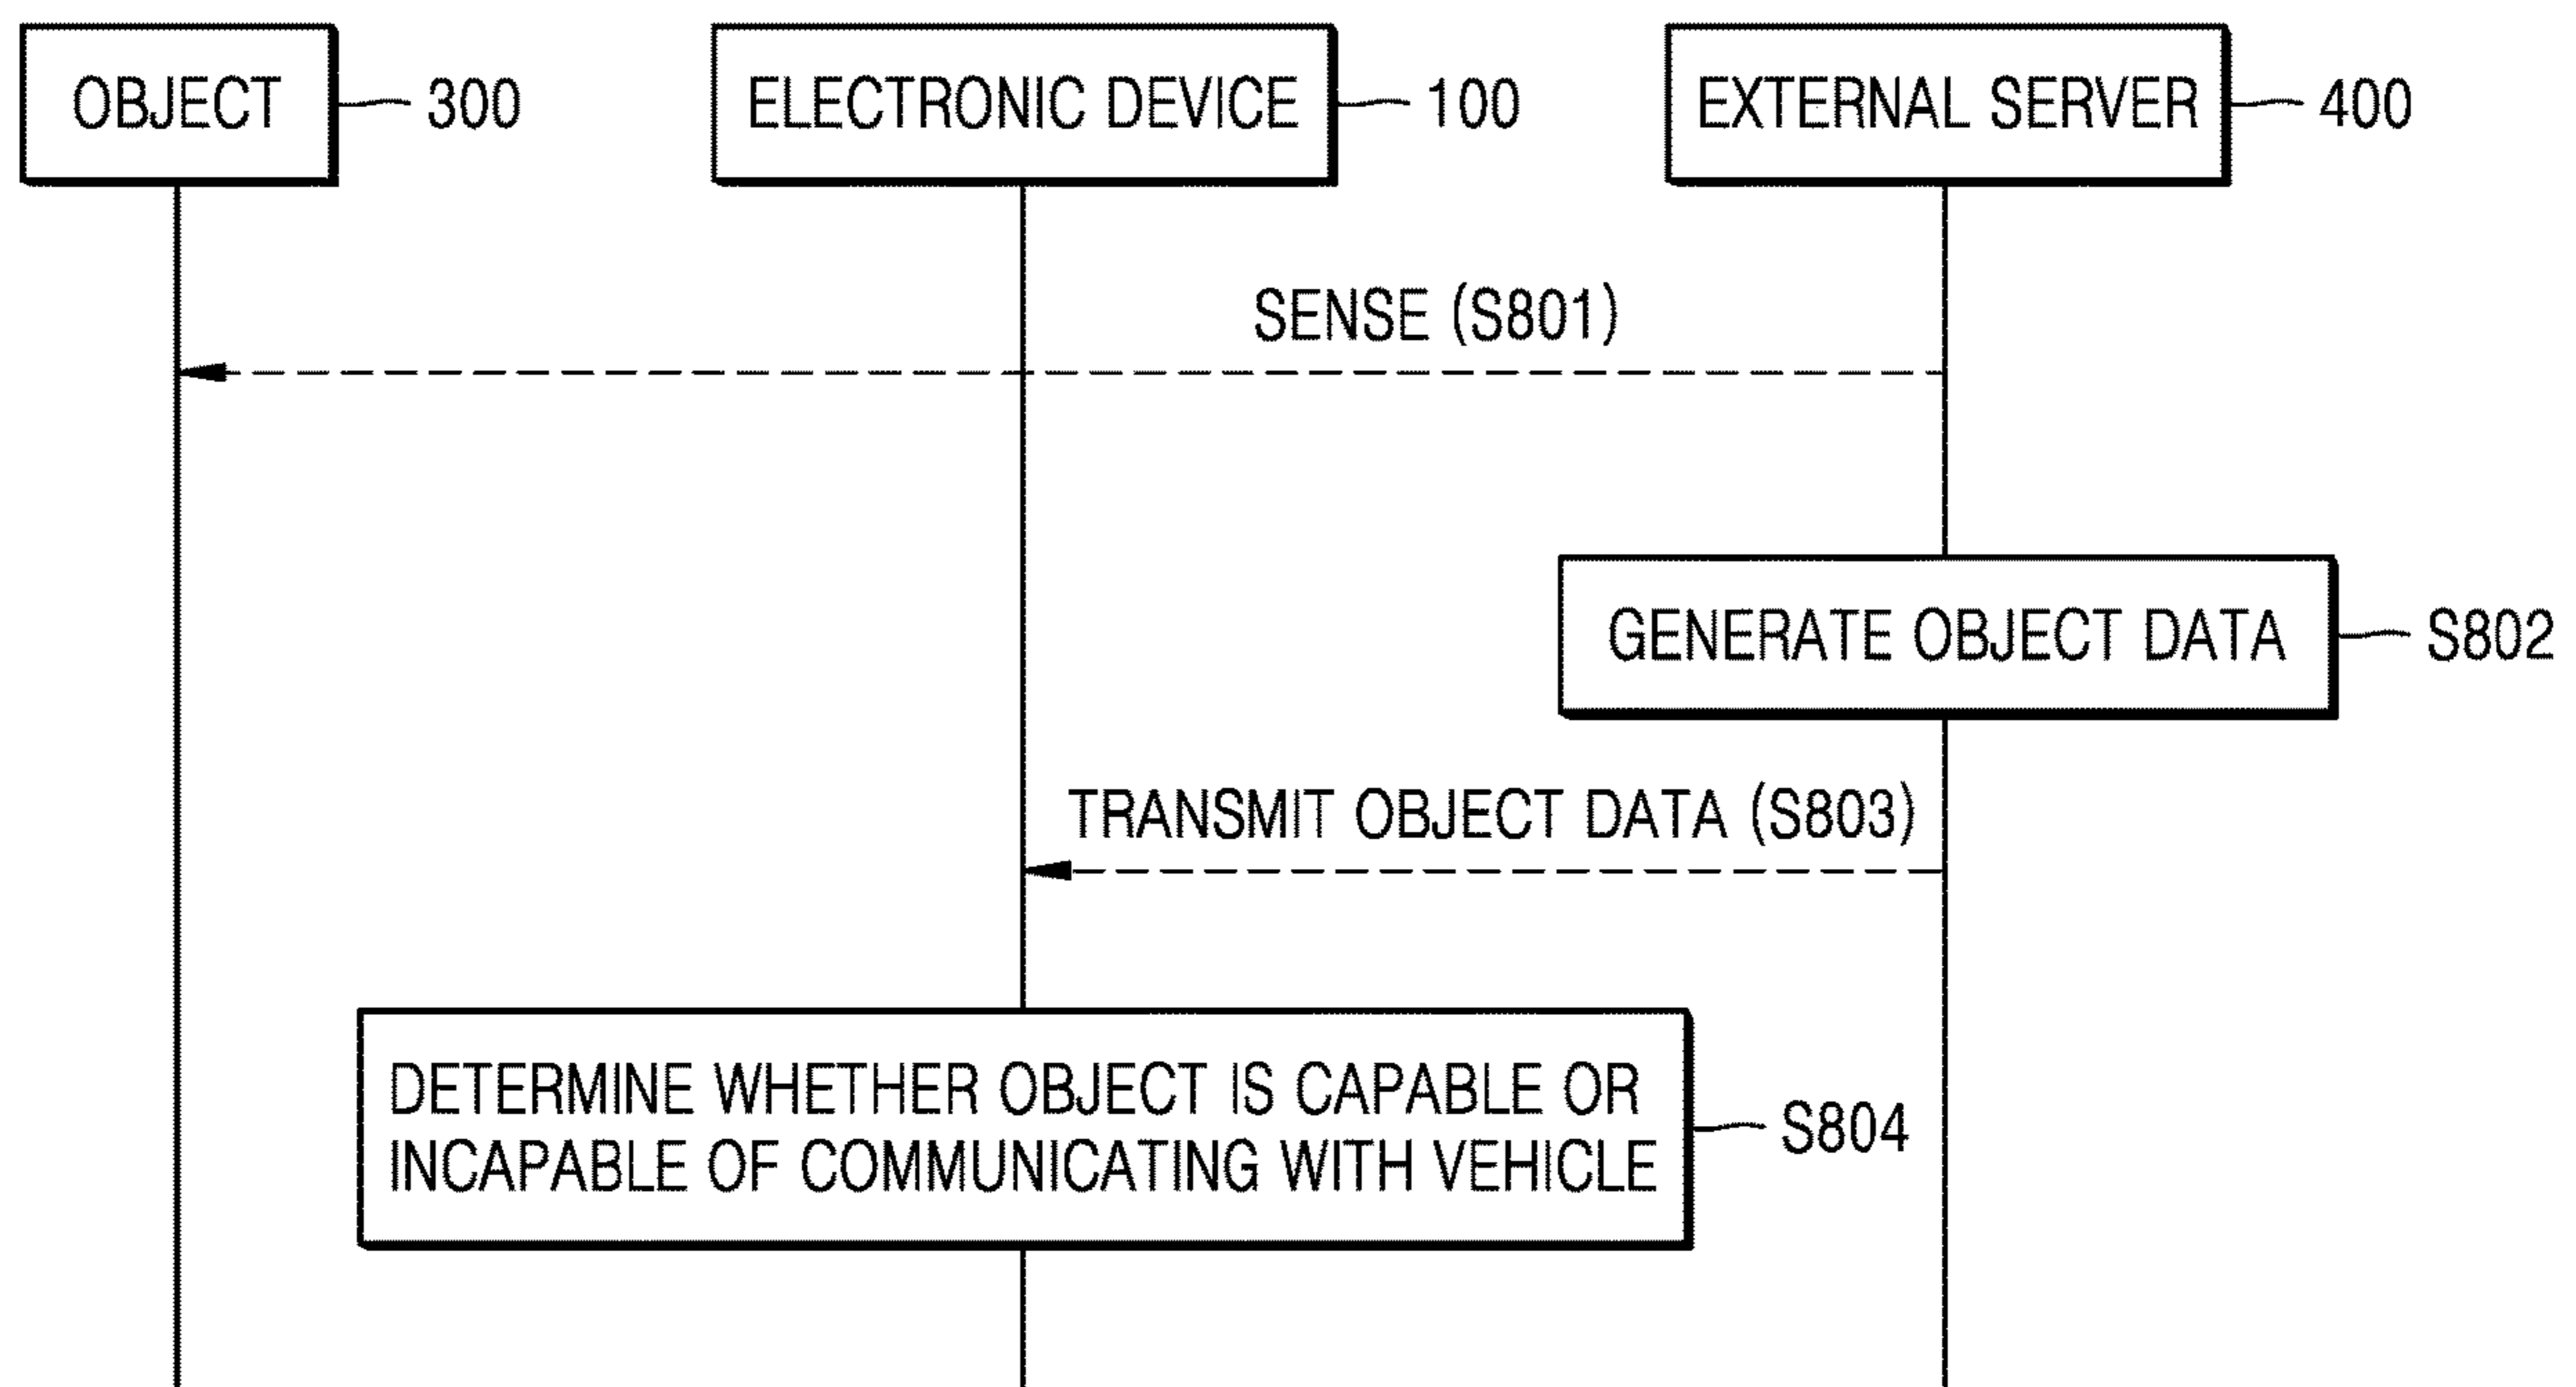 OBJECT 300
ELECTRONIC DEVICE 100
EXTERNAL SERVER 400
SENSE (S801)
GENERATE OBJECT DATA S802
TRANSMIT OBJECT DATA (S803)
DETERMINE WHETHER OBJECT IS CAPABLE OR
INCAPABLE OF COMMUNICATING WITH VEHICLE
S804